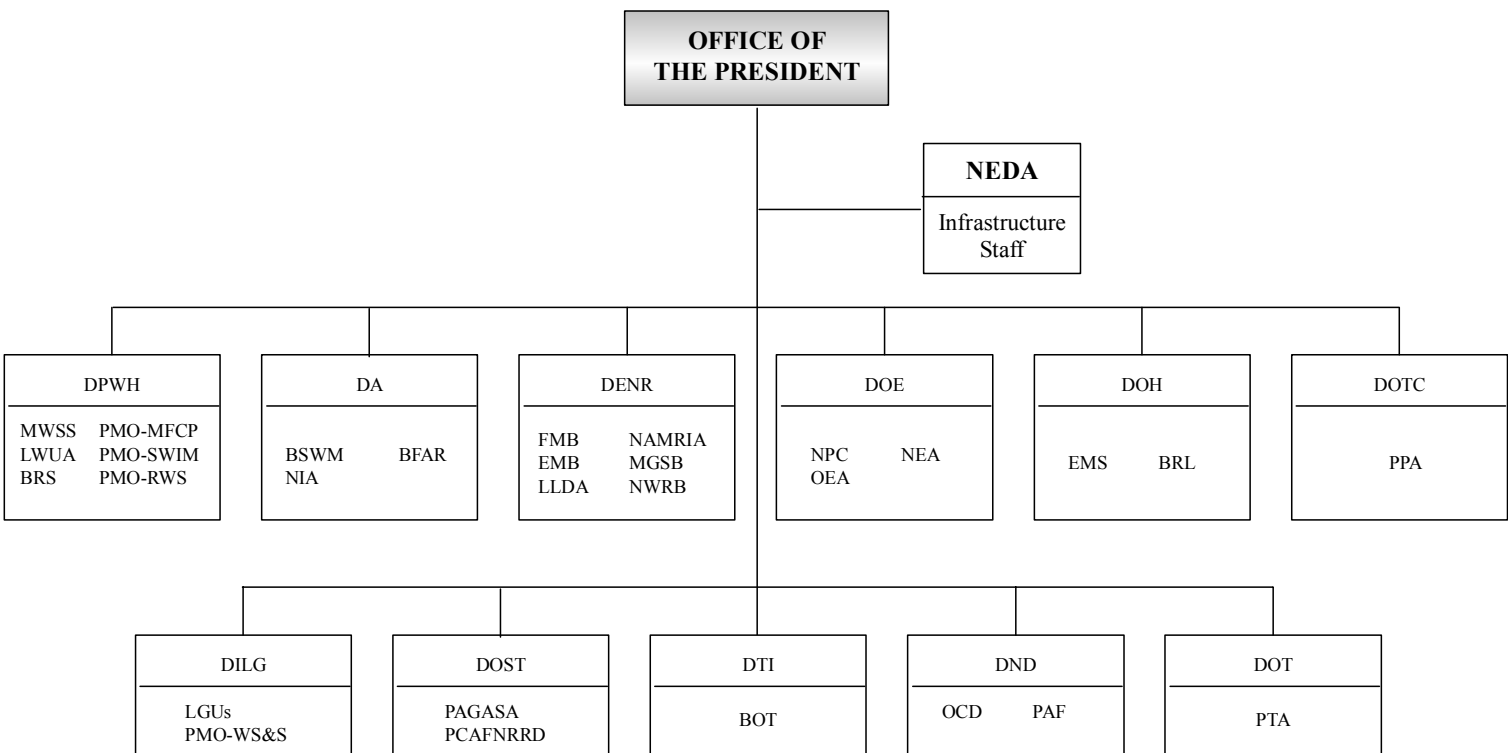 OFFICE OF
THE PRESIDENT
NEDA
Infrastructure
Staff
DPWH
MWSS PMO-MFCP
LWUA PMO-SWIM
BRS PMO-RWS
DA
BSWM BFAR
NIA
DENR
FMB NAMRIA
EMB MGSB
LLDA NWRB
DOE
NPC NEA
OEA
DOH
EMS BRL
DOTC
PPA
DILG
LGUs
PMO-WS&S
DOST
PAGASA
PCAFNRRD
DTI
BOT
DND
OCD PAF
DOT
PTA